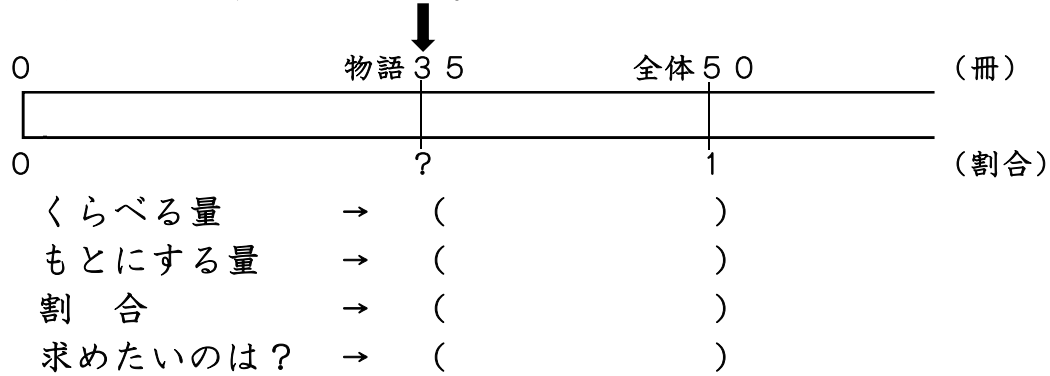 0 物語３５ 全体５０ （冊）
0 ? 1 （割合）
くらべる量 → （ ）
もとにする量 → （ ）
割　合 → （ ）
求めたいのは？ → （ ）